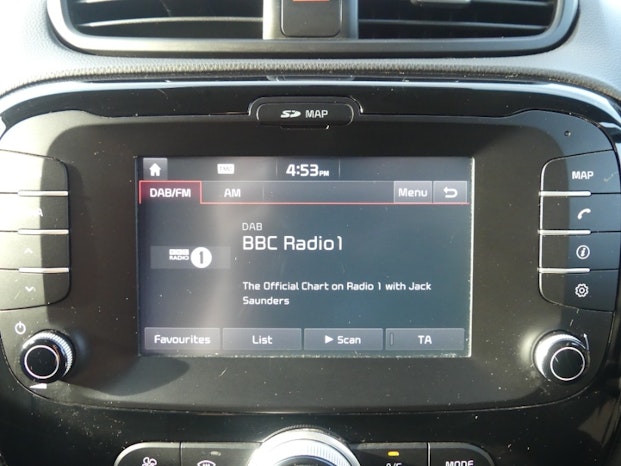 SD MAP
4:53PM
DAB/FM AM Menu
MAP
DAB
BBC Radio1
BBC
RADIO 1
The Official Chart on Radio 1 with Jack
Saunders
Favourites List Scan TA
A/C MODE